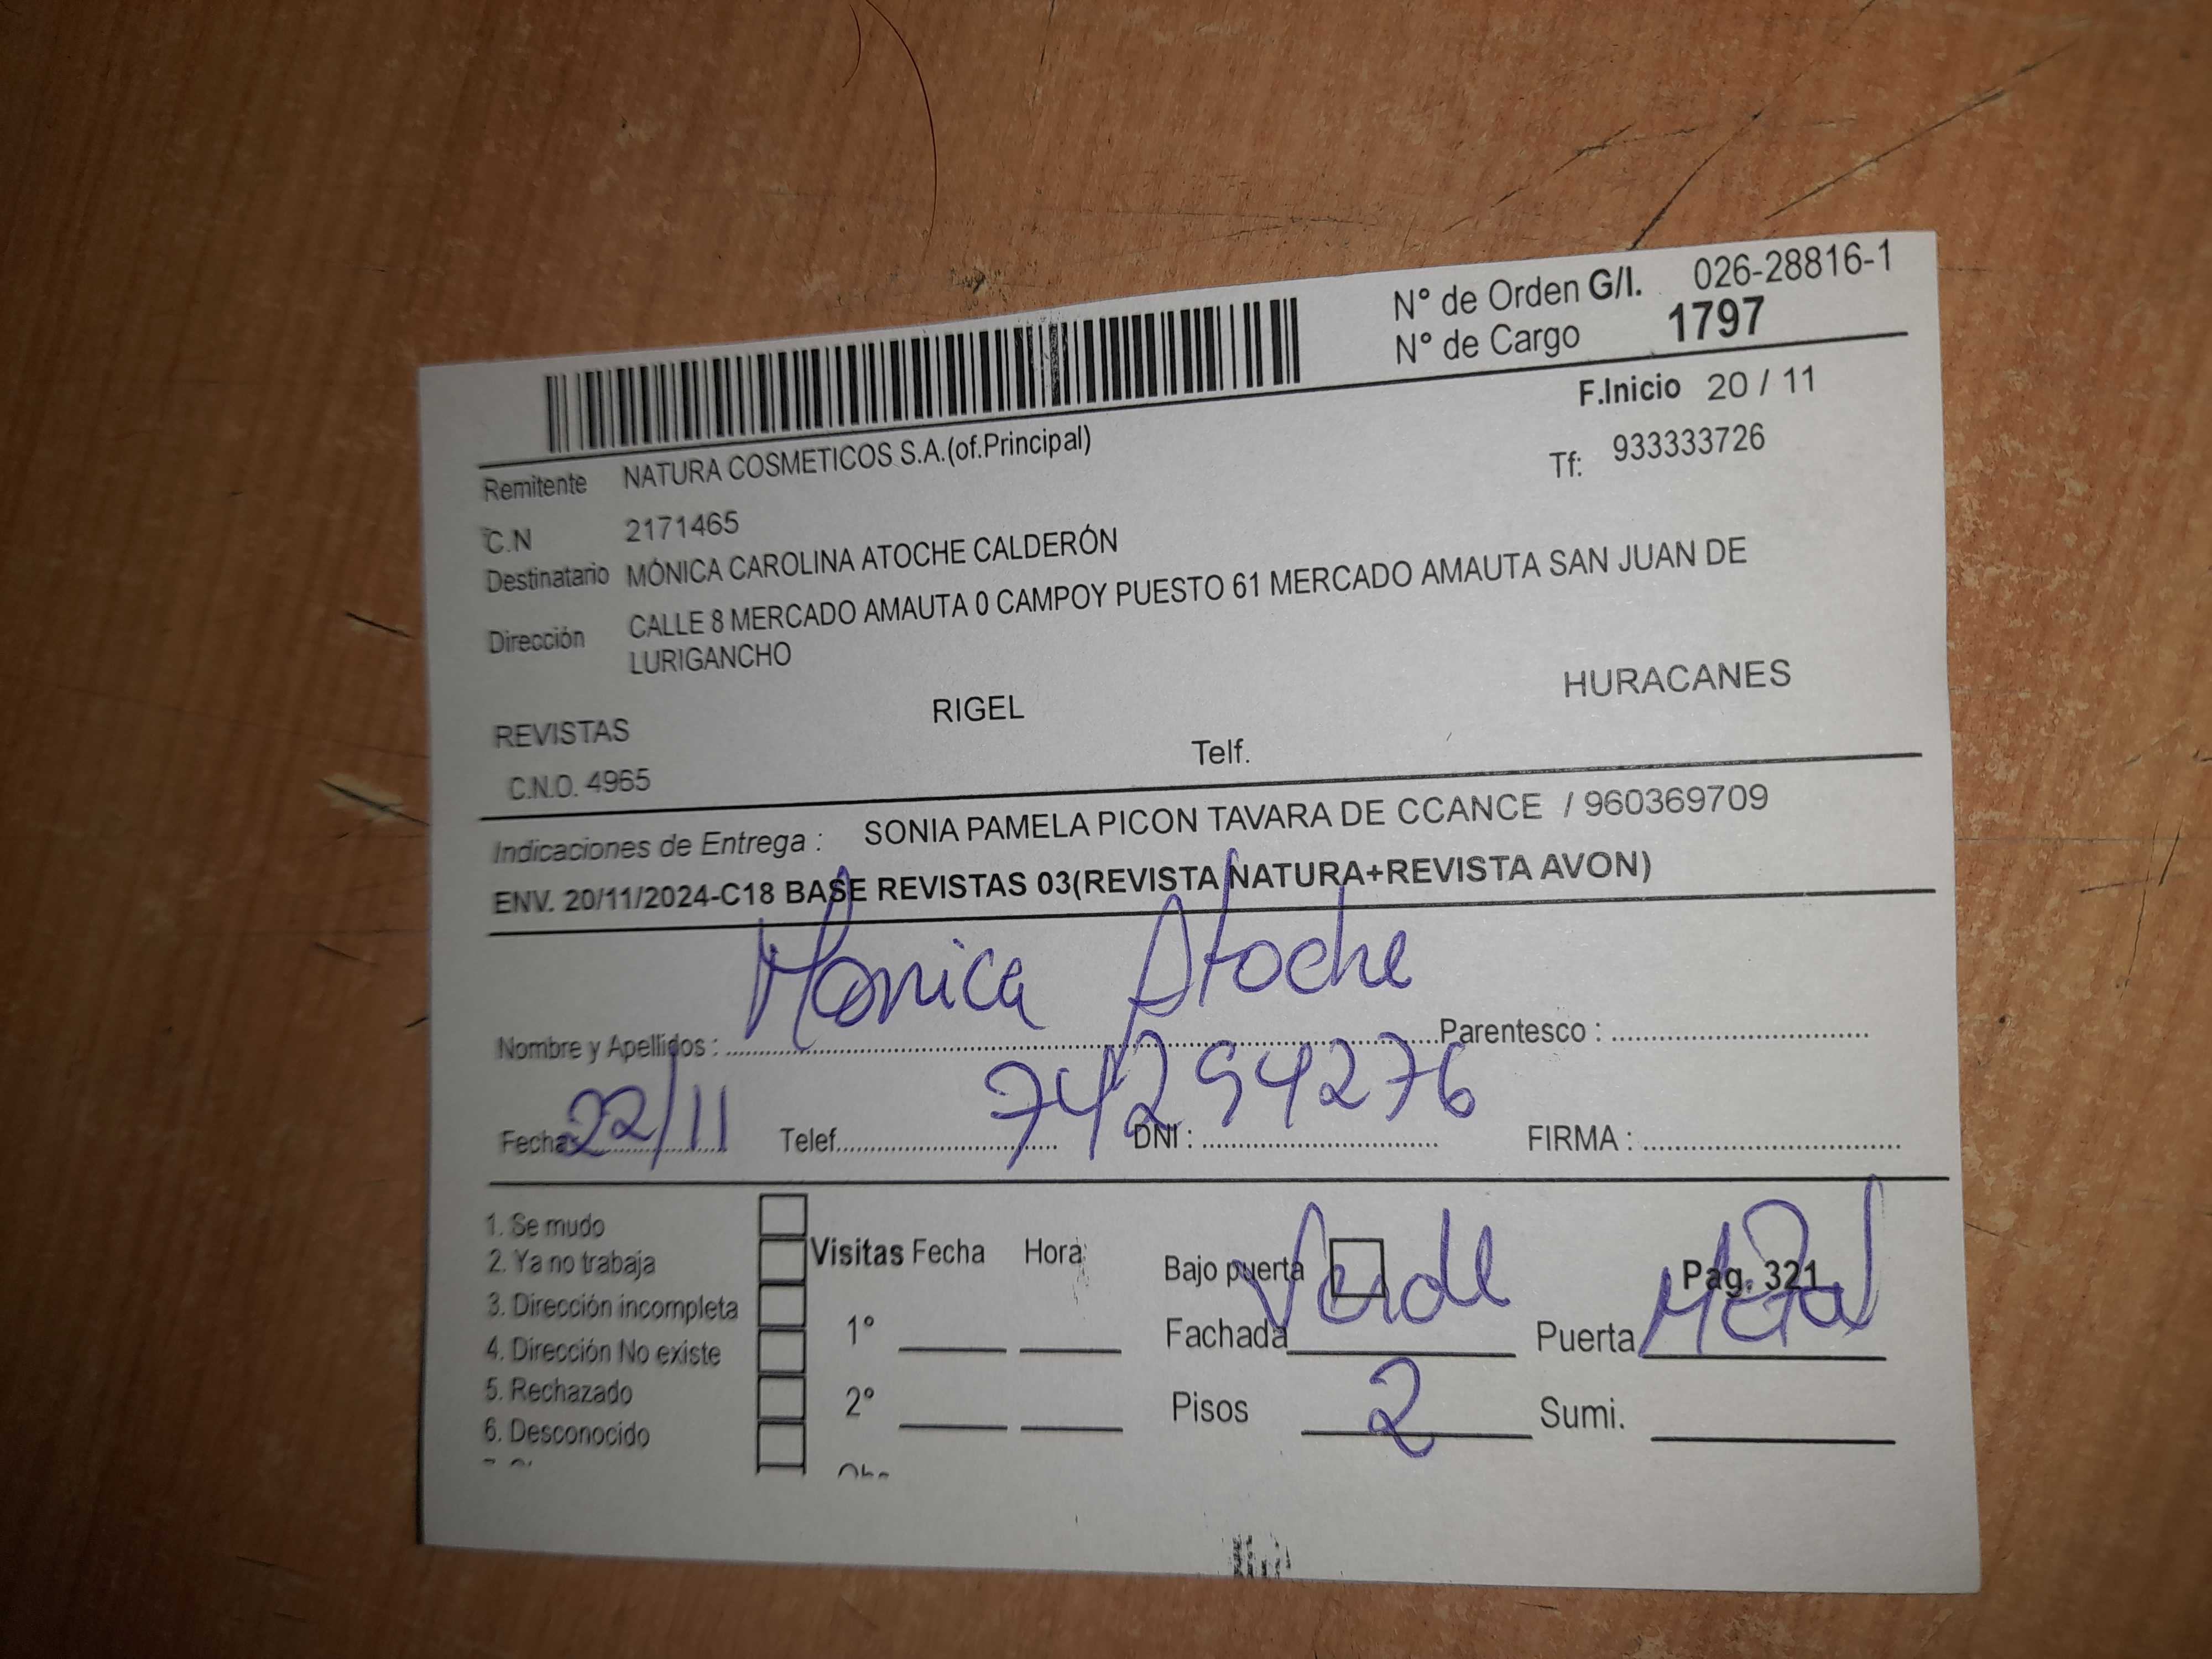 N° de Orden G/I. 026-28816-1
N° de Cargo 1797
F.Inicio 20 / 11
Remitente NATURA COSMETICOS S.A.(of.Principal)
Tf: 933333726
C.N 2171465
Destinatario MÓNICA CAROLINA ATOCHE CALDERÓN
Dirección CALLE 8 MERCADO AMAUTA 0 CAMPOY PUESTO 61 MERCADO AMAUTA SAN JUAN DE
LURIGANCHO
REVISTAS RIGEL HURACANES
C.N.O. 4965 Telf.
Indicaciones de Entrega : SONIA PAMELA PICON TAVARA DE CCANCE / 960369709
ENV. 20/11/2024-C18 BASE REVISTAS 03(REVISTA NATURA+REVISTA AVON)
Nombre y Apellidos : Monica Atoche Parentesco :
Fecha 22/11 Telef. DNI : 74294276 FIRMA :
1. Se mudo
2. Ya no trabaja
3. Dirección incompleta
4. Dirección No existe
5. Rechazado
6. Desconocido
Visitas Fecha Hora
1°
2°
Bajo puerta Pag. 321
Fachada Verde Puerta Metal
Pisos 2 Sumi.